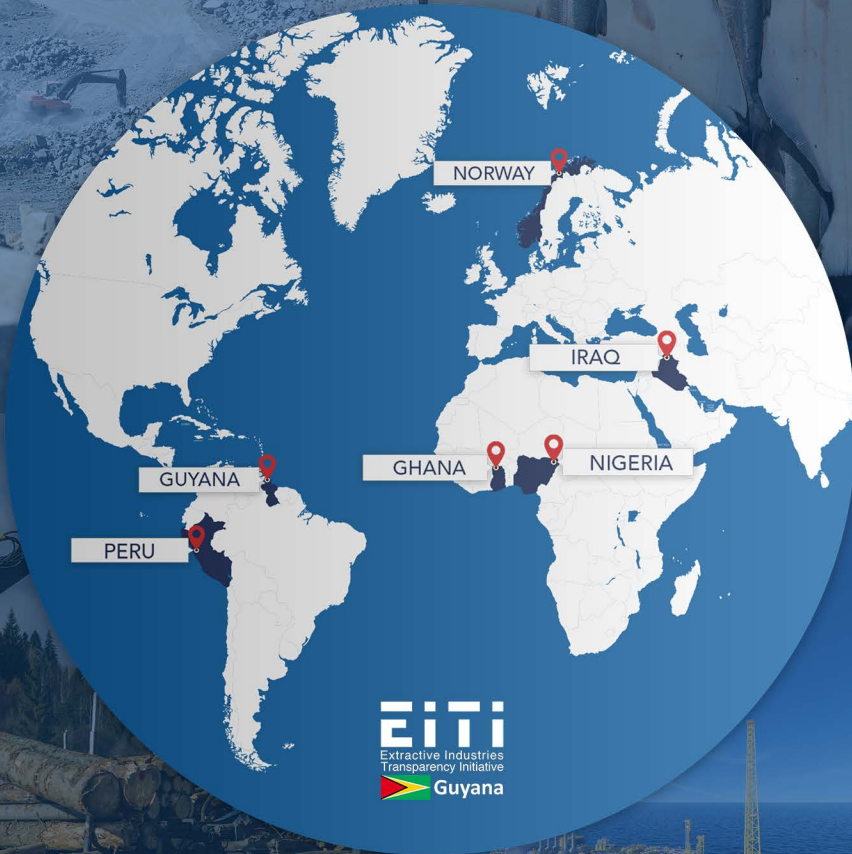 NORWAY
IRAQ
GHANA
NIGERIA
GUYANA
PERU
EiTi
Extractive Industries
Transparency Initiative
Guyana